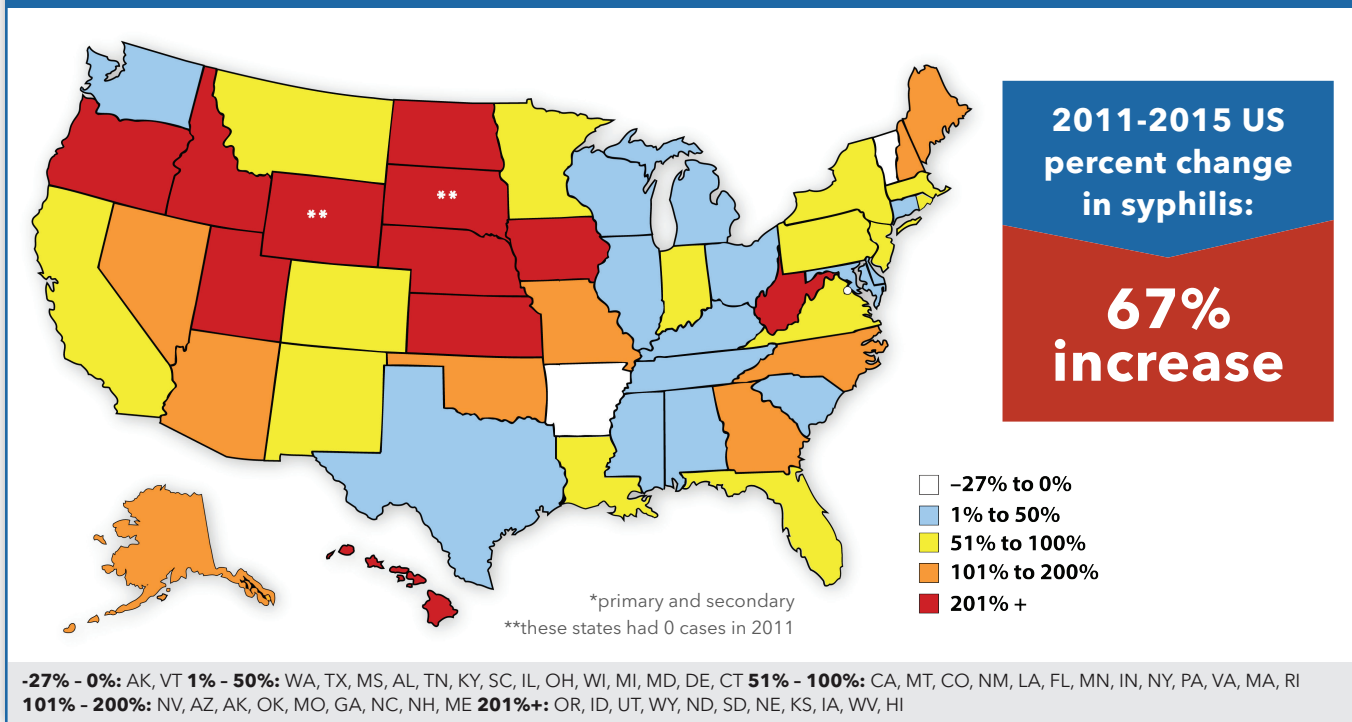 2011-2015 US
percent change
in syphilis:
67%
increase
**
**
–27% to 0%
1% to 50%
51% to 100%
101% to 200%
201% +
*primary and secondary
**these states had 0 cases in 2011
-27% – 0%: AK, VT 1% – 50%: WA, TX, MS, AL, TN, KY, SC, IL, OH, WI, MI, MD, DE, CT 51% – 100%: CA, MT, CO, NM, LA, FL, MN, IN, NY, PA, VA, MA, RI
101% – 200%: NV, AZ, AK, OK, MO, GA, NC, NH, ME 201%+: OR, ID, UT, WY, ND, SD, NE, KS, IA, WV, HI